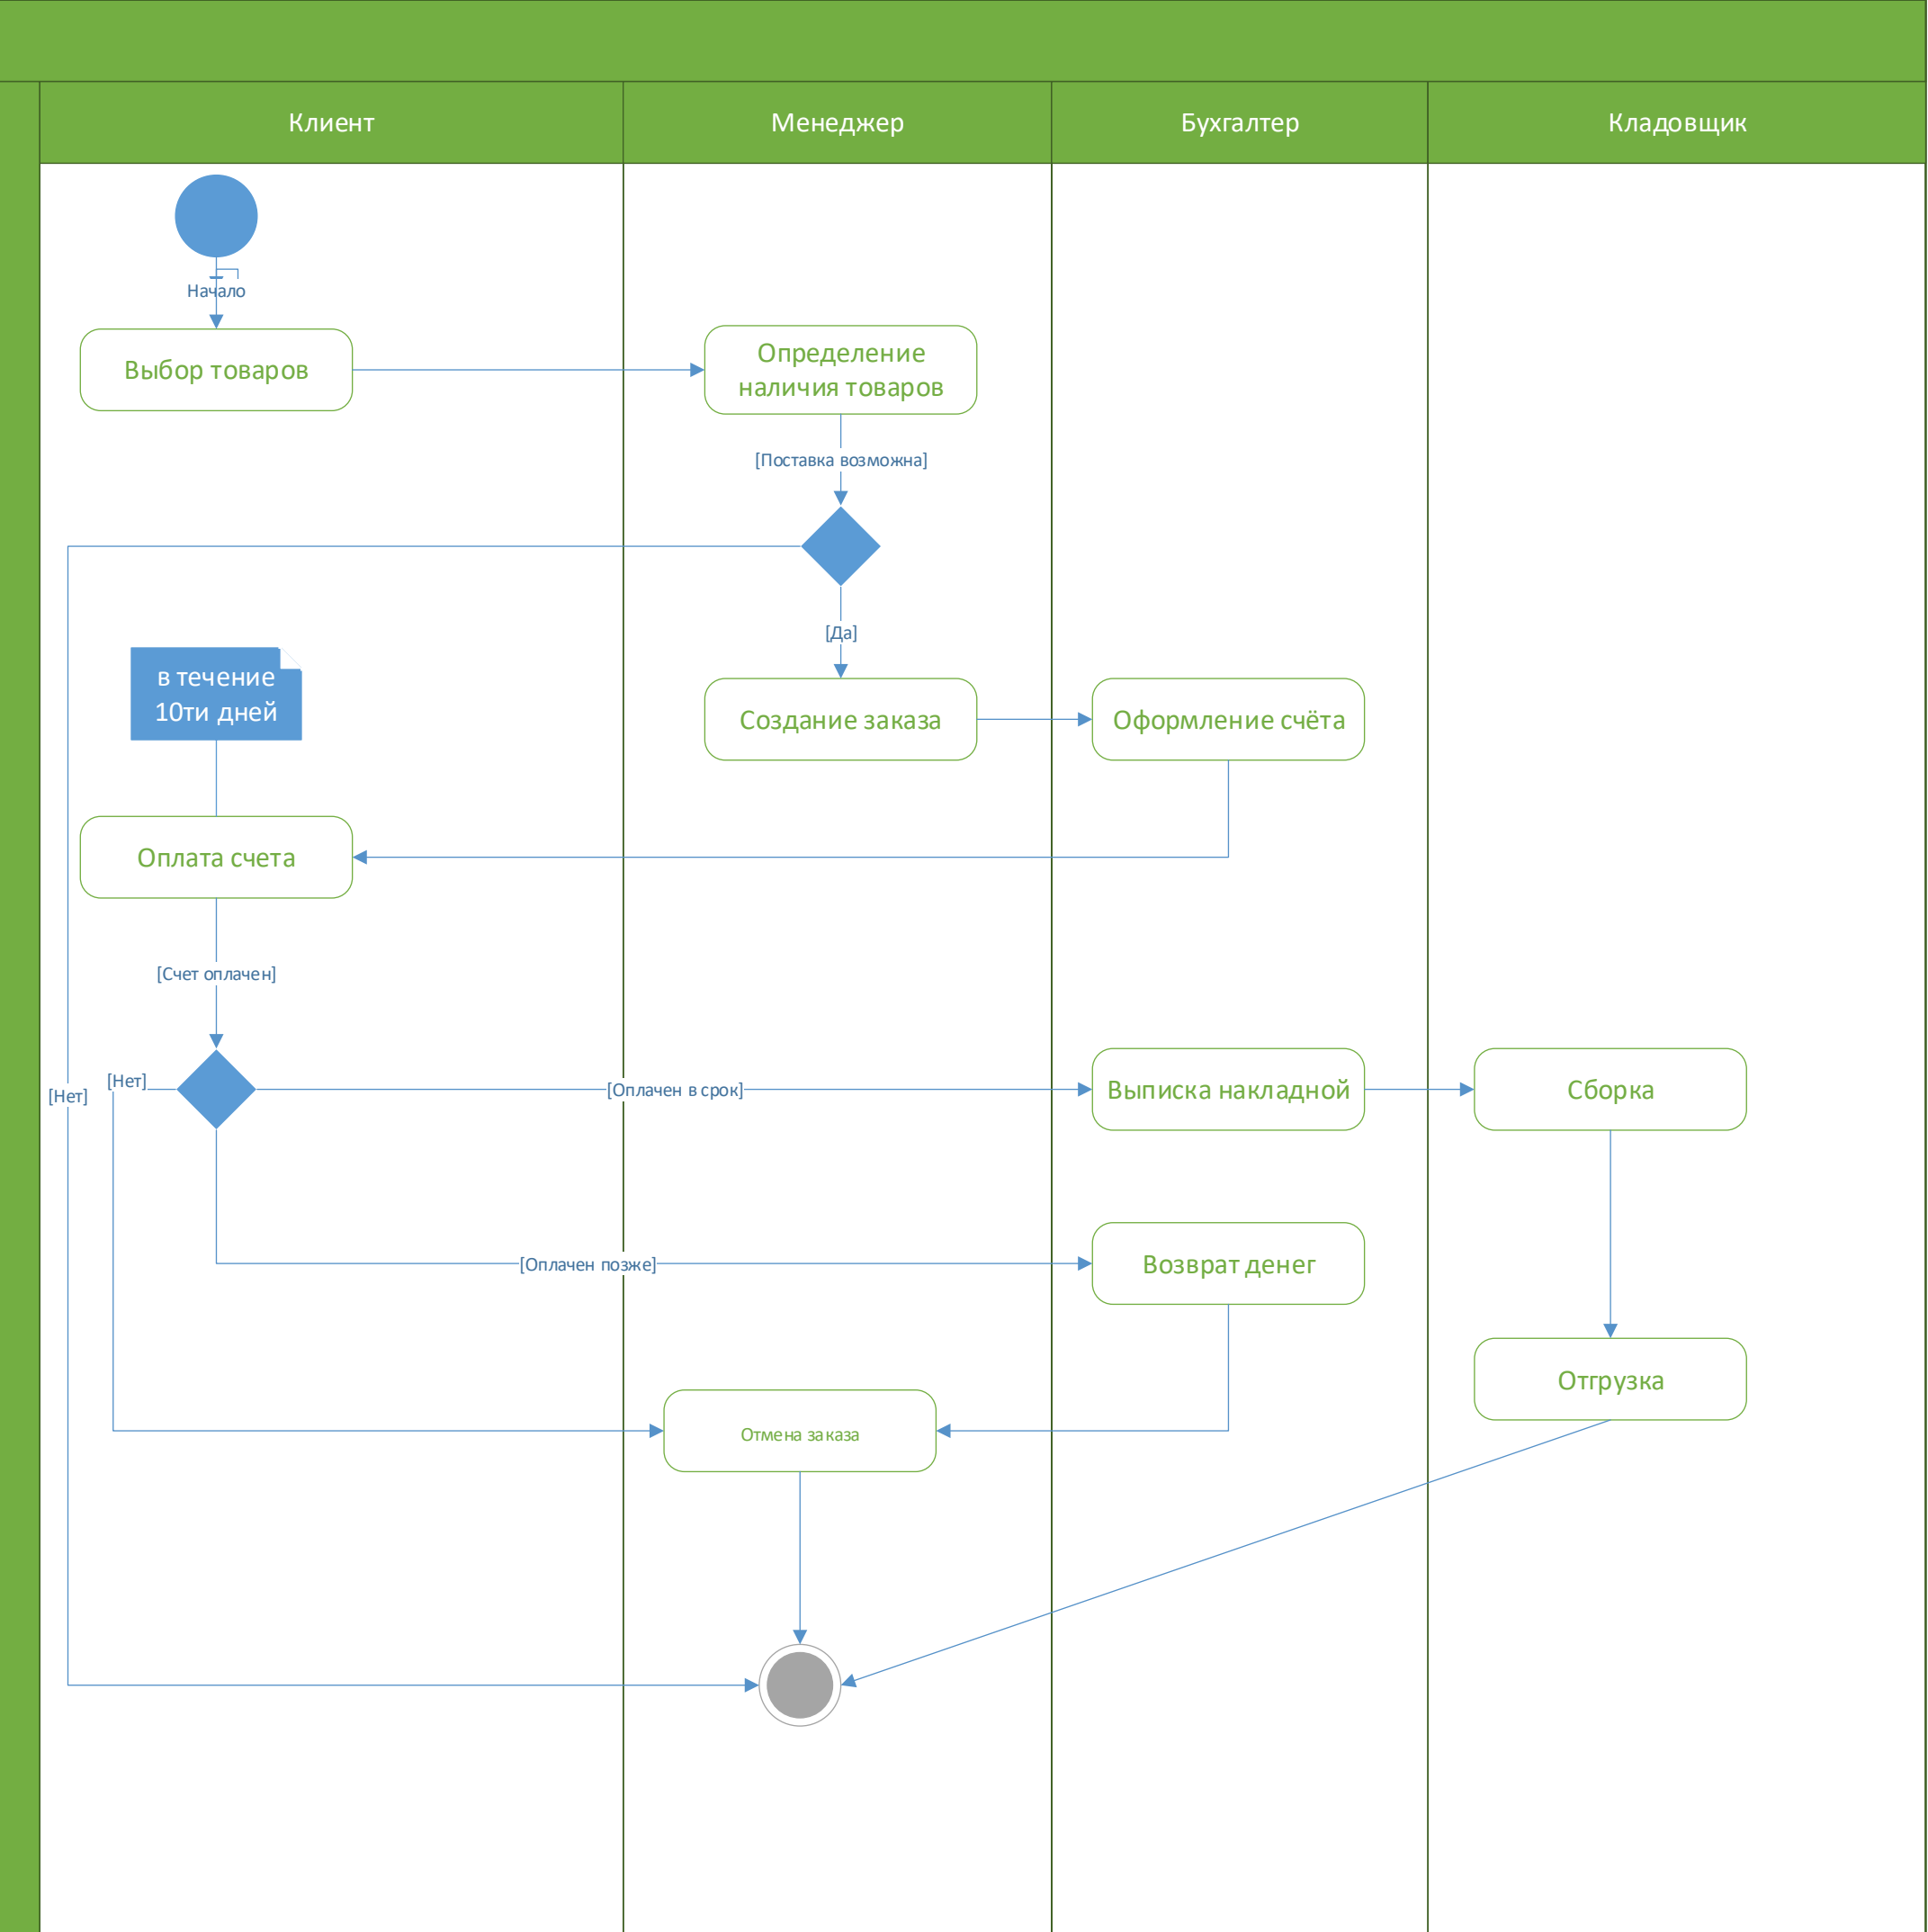 Клиент
Менеджер
Бухгалтер
Кладовщик
Начало
Выбор товаров
Определение
наличия товаров
[Поставка возможна]
[Да]
в течение
10ти дней
Создание заказа
Оформление счёта
Оплата счета
[Счет оплачен]
[Нет]
[Нет]
[Оплачен в срок]
Выписка накладной
Сборка
[Оплачен позже]
Возврат денег
Отгрузка
Отмена заказа